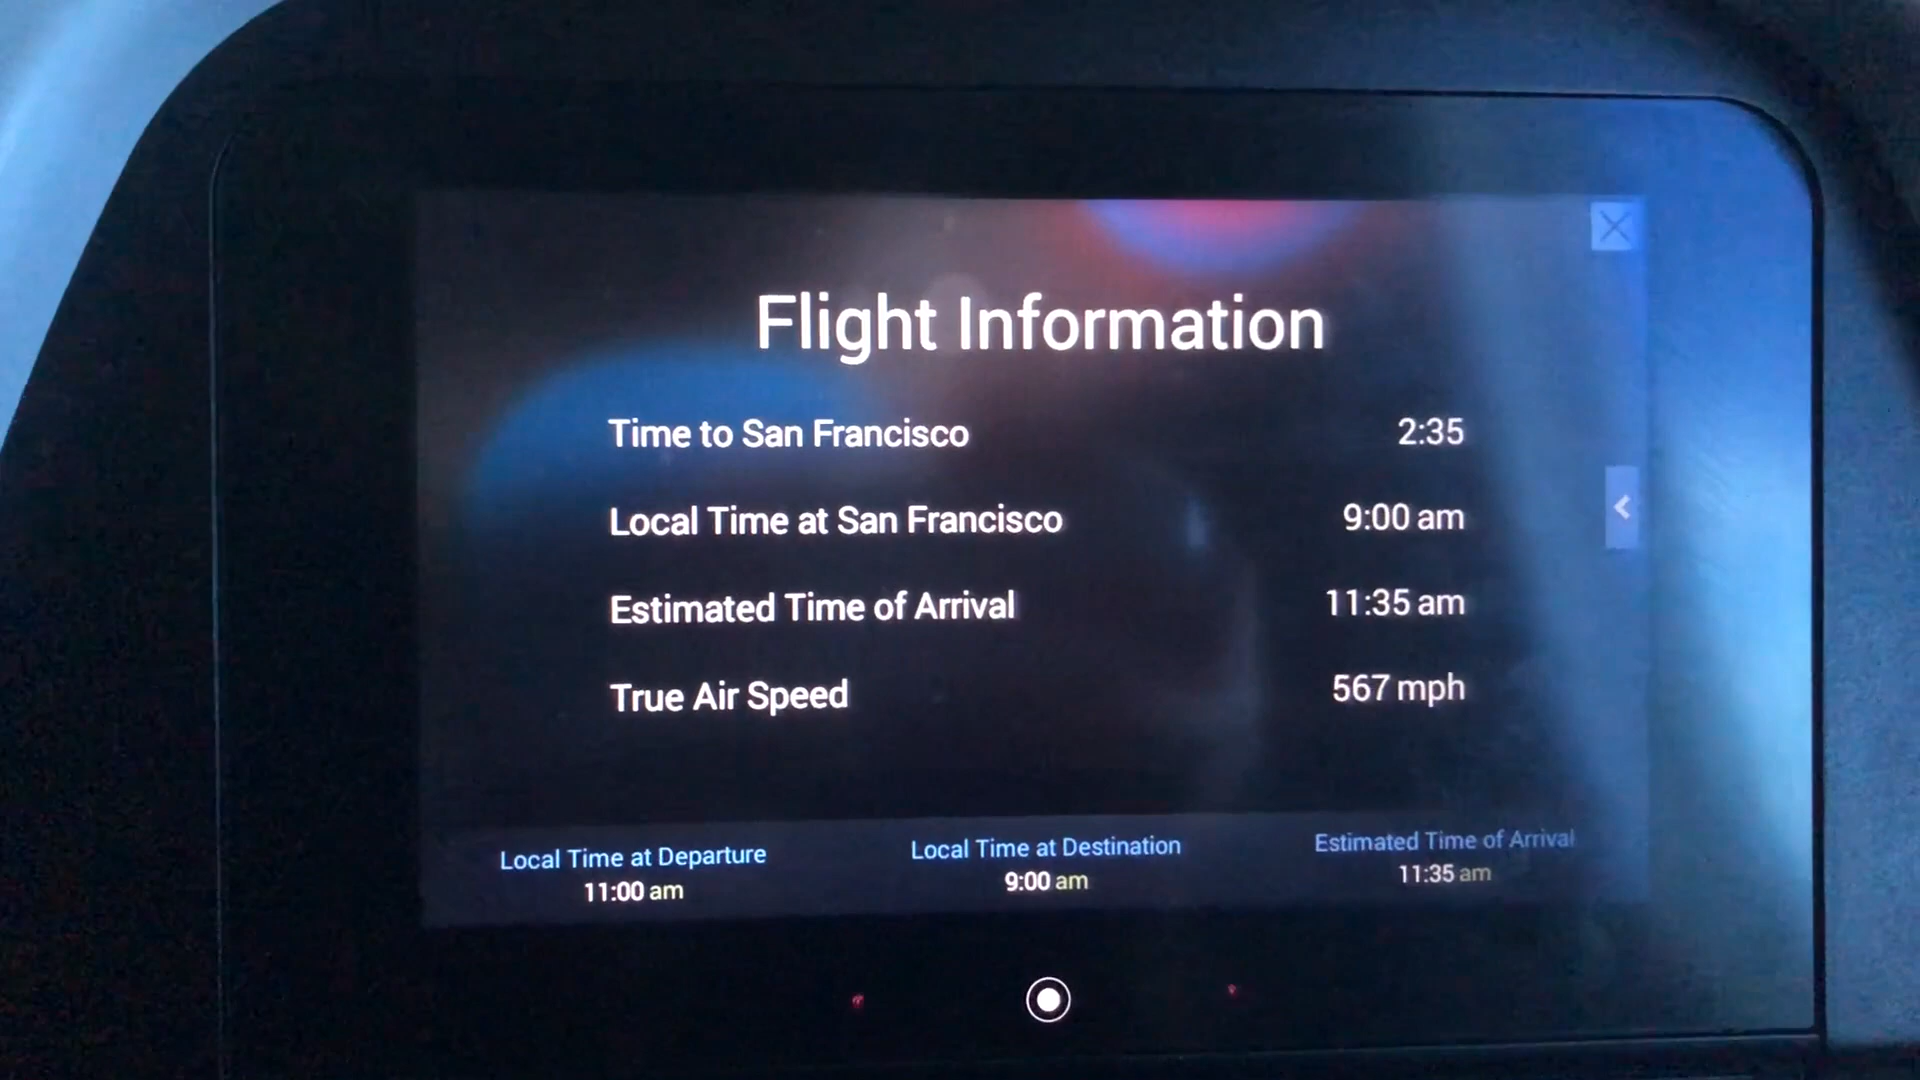 Flight Information
Time to San Francisco 2:35
Local Time at San Francisco 9:00 am
Estimated Time of Arrival 11:35 am
True Air Speed 567 mph
Local Time at Departure Local Time at Destination Estimated Time of Arrival
11:00 am 9:00 am 11:35 am